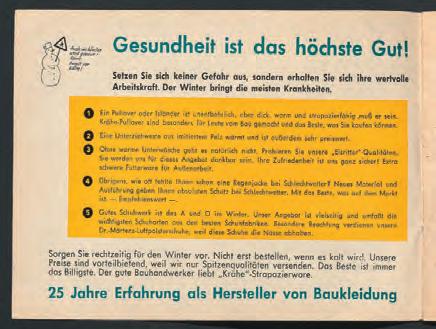 Gesundheit ist das höchste Gut!
Setzen Sie sich keiner Gefahr aus, sondern erhalten Sie sich ihre wertvolle
Arbeitskraft. Der Winter bringt die meisten Krankheiten.
1 Ein Pullover oder Isländer ist unentbehrlich, aber dick, warm und strapazierfähig muß er sein.
Krähe-Pullover sind besonders für Leute vom Bau gemacht und das Beste, was Sie kaufen können.
2 Eine Unterziehweste aus imitiertem Pelz wärmt und ist außerdem sehr preiswert.
3 Ohne warme Unterwäsche geht es natürlich nicht. Probieren Sie unsere „Eisritter" Qualitäten,
Sie werden uns für dieses Angebot dankbar sein. Ihre Zufriedenheit ist uns ganz sicher! Extra
schwere Futterware für Außenarbeit.
4 Übrigens, wie oft fehlte Ihnen schon eine Regenjacke bei Schlechtwetter? Neues Material und
Ausführung geben Ihnen absoluten Schutz bei Schlechtwetter. Mit das Beste, was auf dem Markt
ist. — Empfehlenswert —.
5 Gutes Schuhwerk ist das A und O im Winter. Unser Angebot ist vielseitig und umfaßt die
wichtigsten Schuharten aus den besten Schuhfabriken. Besondere Beachtung verdienen unsere
Dr.-Märtens-Luftpolsterschuhe, weil diese Schuhe die Nässe abhalten.
Sorgen Sie rechtzeitig für den Winter vor. Nicht erst bestellen, wenn es kalt wird. Unsere
Preise sind vorteilbietend, weil wir nur Spitzenqualitäten versenden. Das Beste ist immer
das Billigste. Der gute Bauhandwerker liebt „Krähe"-Strapazierware.
25 Jahre Erfahrung als Hersteller von Baukleidung